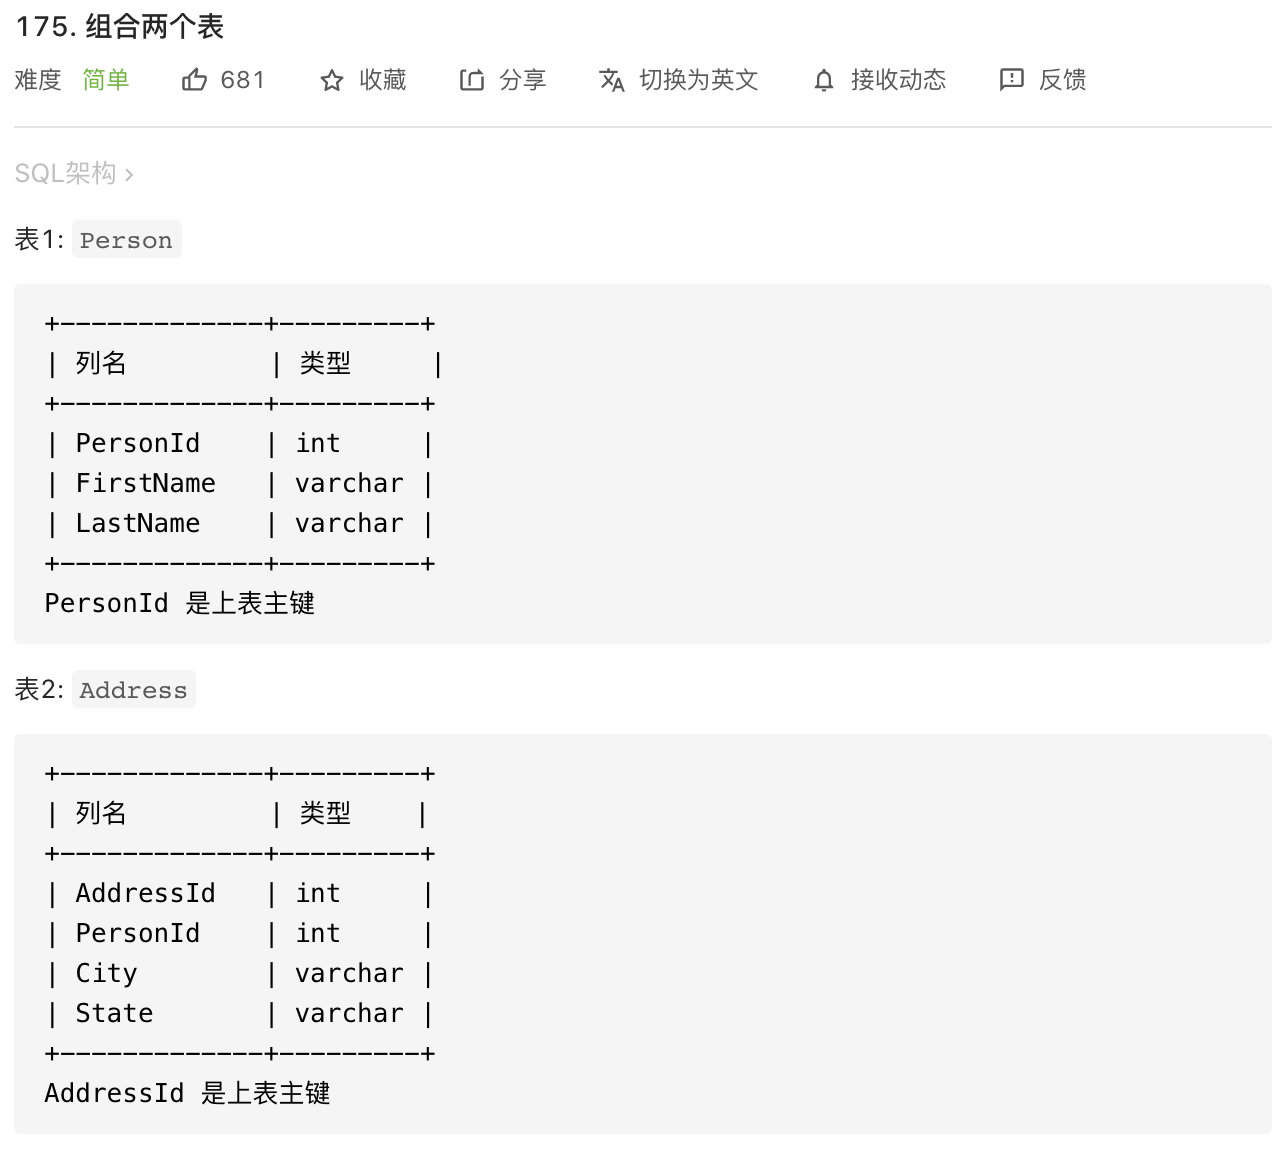 175. 组合两个表
难度 简单 681 收藏 分享 切换为英文 接收动态 反馈
SQL架构 ›
表1: Person
+-------------+---------+
| 列名         | 类型     |
+-------------+---------+
| PersonId    | int     |
| FirstName   | varchar |
| LastName    | varchar |
+-------------+---------+
PersonId 是上表主键
表2: Address
+-------------+---------+
| 列名         | 类型    |
+-------------+---------+
| AddressId   | int     |
| PersonId    | int     |
| City        | varchar |
| State       | varchar |
+-------------+---------+
AddressId 是上表主键